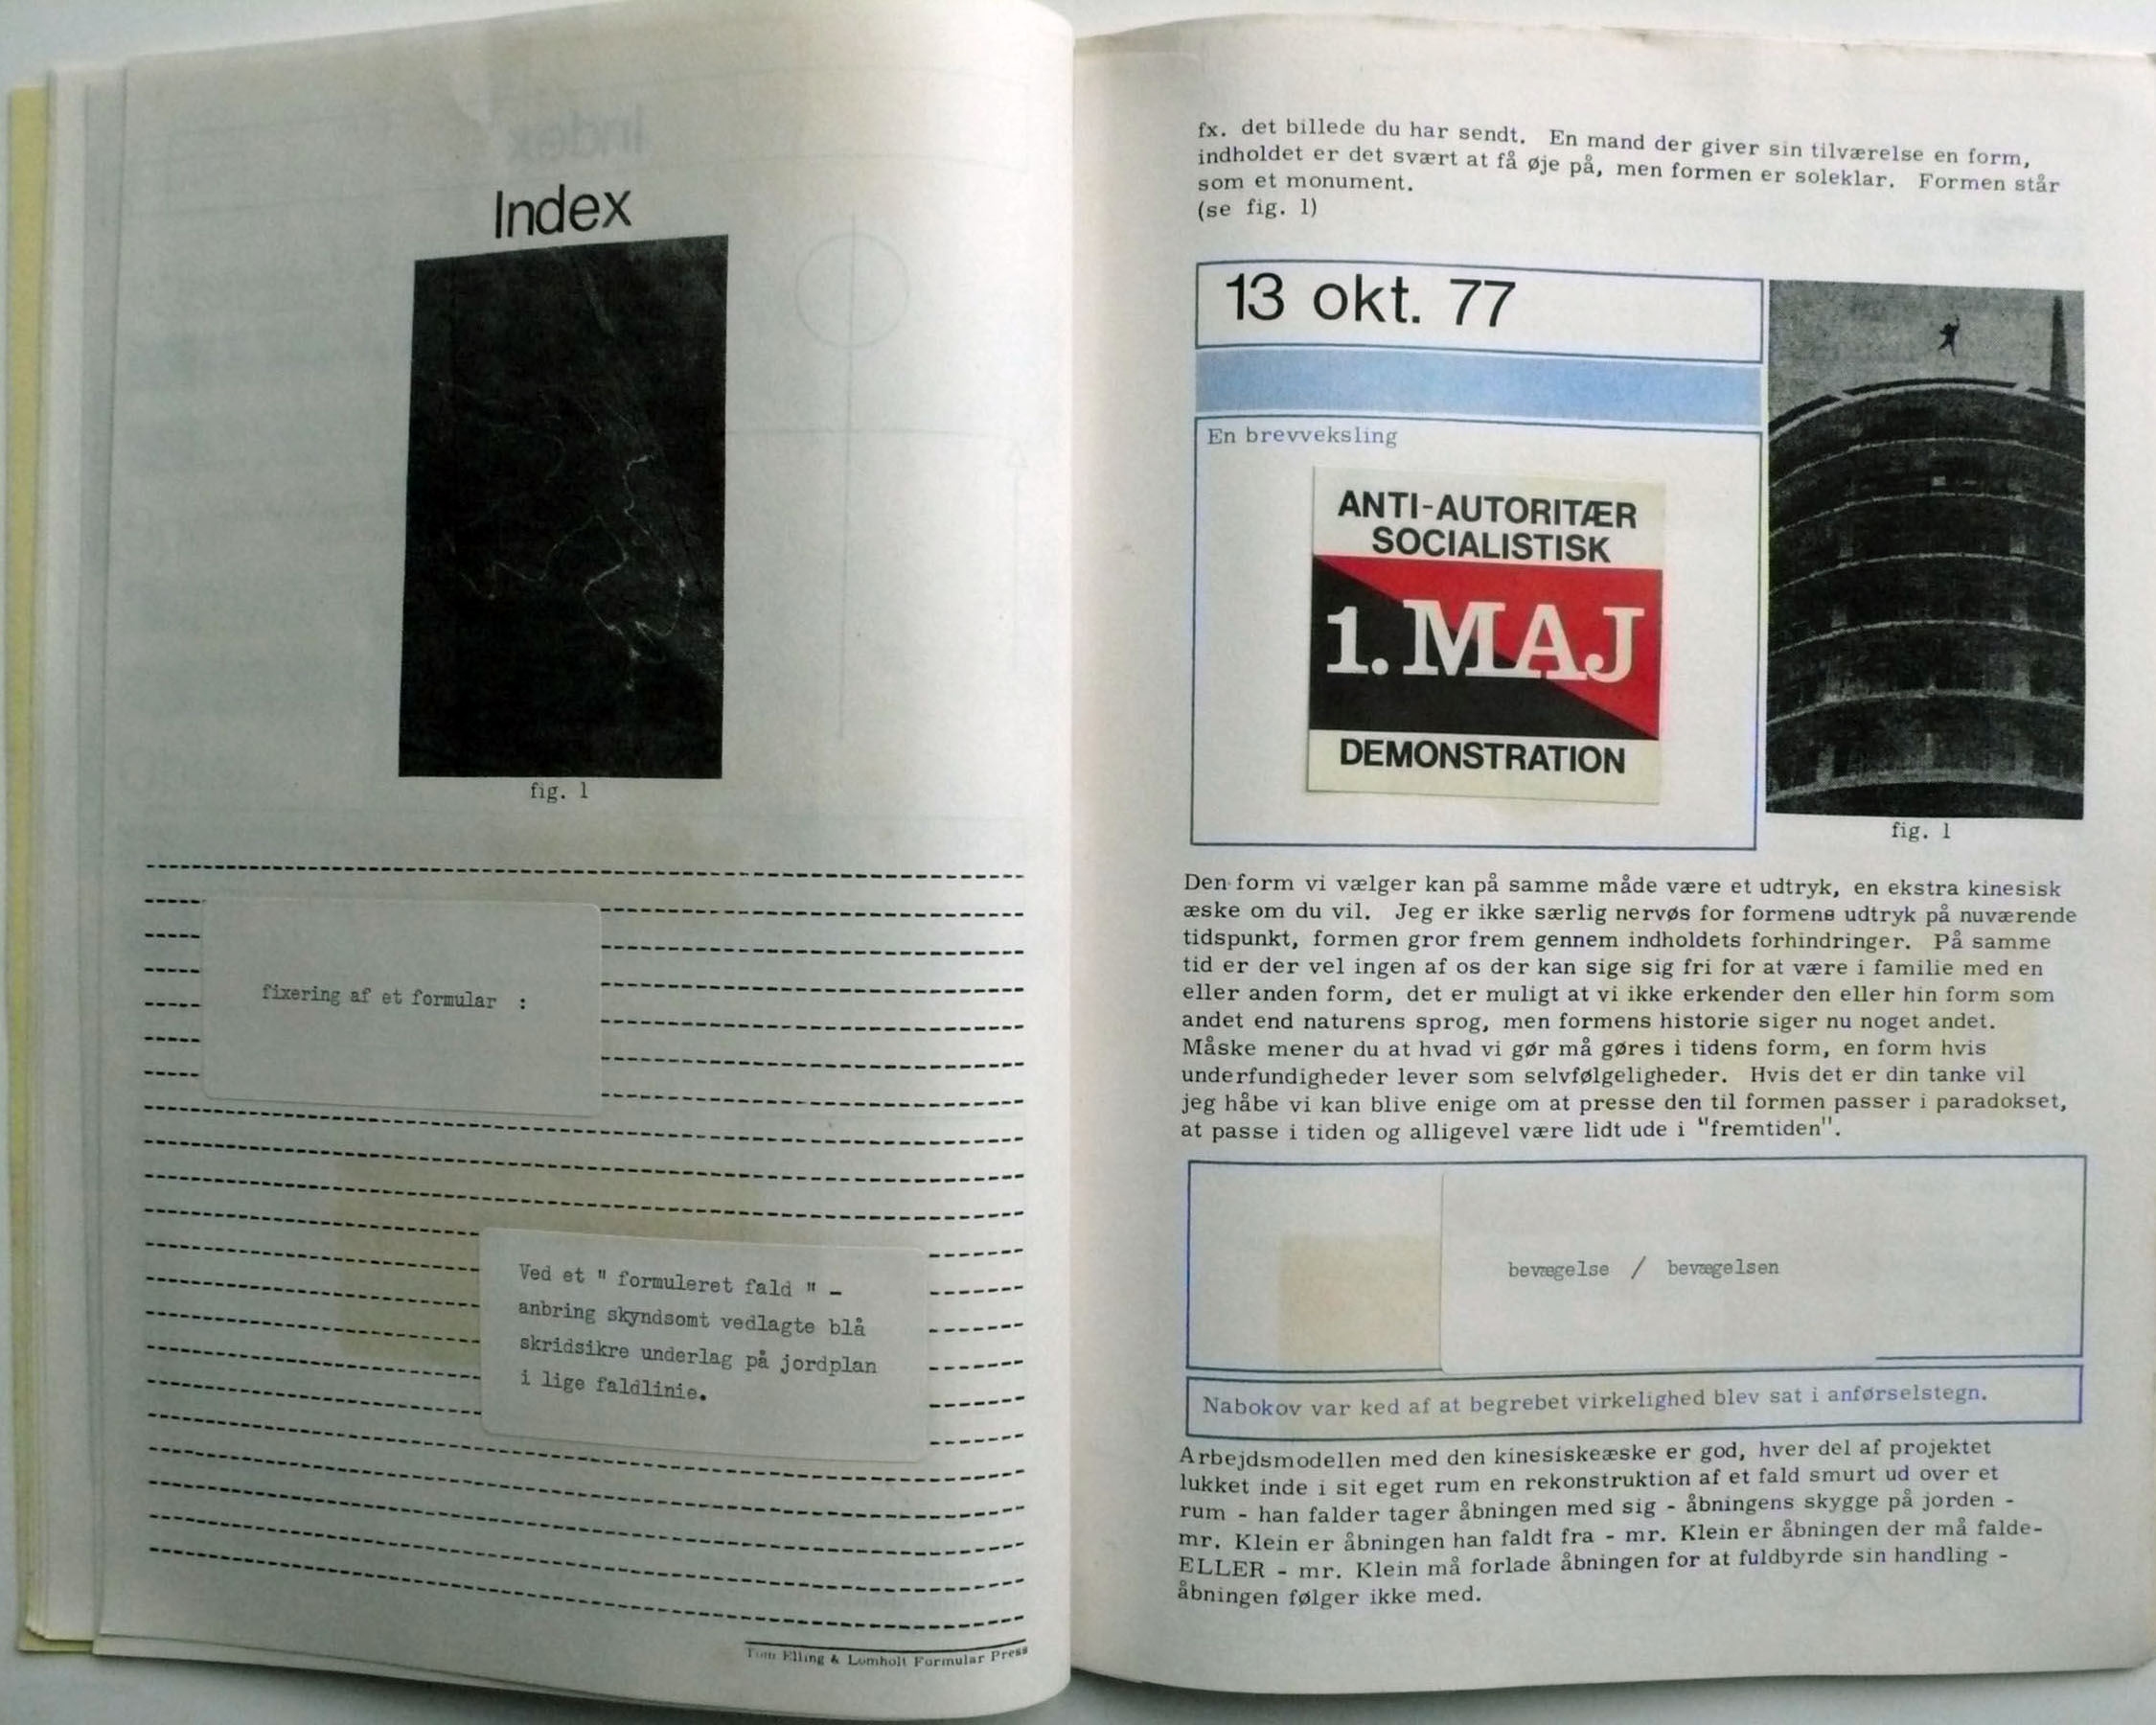 Index
fig. 1
fixering af et formular :
Ved et " formuleret fald " -
anbring skyndsomt vedlagte blå
skridsikre underlag på jordplan
i lige faldlinie.
Tom Elling & Lomholt Formular Press
fx. det billede du har sendt. En mand der giver sin tilværelse en form,
indholdet er det svært at få øje på, men formen er soleklar. Formen står
som et monument.
(se fig. 1)
13 okt. 77
En brevveksling
ANTI-AUTORITÆR
SOCIALISTISK
1. MAJ
DEMONSTRATION
fig. 1
Den form vi vælger kan på samme måde være et udtryk, en ekstra kinesisk
æske om du vil. Jeg er ikke særlig nervøs for formens udtryk på nuværende
tidspunkt, formen gror frem gennem indholdets forhindringer. På samme
tid er der vel ingen af os der kan sige sig fri for at være i familie med en
eller anden form, det er muligt at vi ikke erkender den eller hin form som
andet end naturens sprog, men formens historie siger nu noget andet.
Måske mener du at hvad vi gør må gøres i tidens form, en form hvis
underfundigheder lever som selvfølgeligheder. Hvis det er din tanke vil
jeg håbe vi kan blive enige om at presse den til formen passer i paradokset,
at passe i tiden og alligevel være lidt ude i "fremtiden".
bevægelse / bevægelsen
Nabokov var ked af at begrebet virkelighed blev sat i anførselstegn.
Arbejdsmodellen med den kinesiskeæske er god, hver del af projektet
lukket inde i sit eget rum en rekonstruktion af et fald smurt ud over et
rum - han falder tager åbningen med sig - åbningens skygge på jorden -
mr. Klein er åbningen han faldt fra - mr. Klein er åbningen der må falde-
ELLER - mr. Klein må forlade åbningen for at fuldbyrde sin handling -
åbningen følger ikke med.